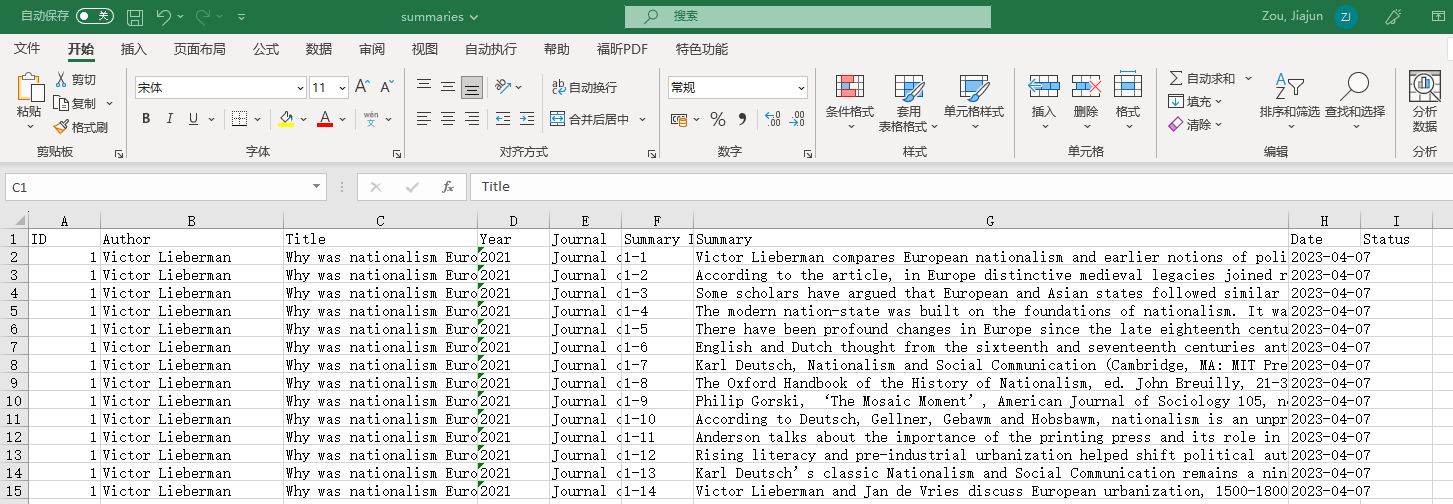 自动保存 关 summaries 搜索 Zou, Jiajun ZJ
文件 开始 插入 页面布局 公式 数据 审阅 视图 自动执行 帮助 福昕PDF 特色功能
粘贴 剪切 复制 格式刷 剪贴板
宋体 11 A A B I U A wén 文 字体
自动换行 合并后居中 对齐方式
常规 % 数字
条件格式 套用 表格格式 单元格样式 样式
插入 删除 格式 单元格
自动求和 填充 清除 排序和筛选 查找和选择 编辑
分析 数据 分析
C1 fx Title
A B C D E F G H I
1 ID Author Title Year Journal Summary I Summary Date Status
2 1 Victor Lieberman Why was nationalism Euro 2021 Journal o 1-1 Victor Lieberman compares European nationalism and earlier notions of poli 2023-04-07
3 1 Victor Lieberman Why was nationalism Euro 2021 Journal o 1-2 According to the article, in Europe distinctive medieval legacies joined r 2023-04-07
4 1 Victor Lieberman Why was nationalism Euro 2021 Journal o 1-3 Some scholars have argued that European and Asian states followed similar 2023-04-07
5 1 Victor Lieberman Why was nationalism Euro 2021 Journal o 1-4 The modern nation-state was built on the foundations of nationalism. It wa 2023-04-07
6 1 Victor Lieberman Why was nationalism Euro 2021 Journal o 1-5 There have been profound changes in Europe since the late eighteenth centu 2023-04-07
7 1 Victor Lieberman Why was nationalism Euro 2021 Journal o 1-6 English and Dutch thought from the sixteenth and seventeenth centuries ant 2023-04-07
8 1 Victor Lieberman Why was nationalism Euro 2021 Journal o 1-7 Karl Deutsch, Nationalism and Social Communication (Cambridge, MA: MIT Pre 2023-04-07
9 1 Victor Lieberman Why was nationalism Euro 2021 Journal o 1-8 The Oxford Handbook of the History of Nationalism, ed. John Breuilly, 21-3 2023-04-07
10 1 Victor Lieberman Why was nationalism Euro 2021 Journal o 1-9 Philip Gorski, ‘The Mosaic Moment’, American Journal of Sociology 105, no 2023-04-07
11 1 Victor Lieberman Why was nationalism Euro 2021 Journal o 1-10 According to Deutsch, Gellner, Gebawm and Hobsbawm, nationalism is an unpr 2023-04-07
12 1 Victor Lieberman Why was nationalism Euro 2021 Journal o 1-11 Anderson talks about the importance of the printing press and its role in 2023-04-07
13 1 Victor Lieberman Why was nationalism Euro 2021 Journal o 1-12 Rising literacy and pre-industrial urbanization helped shift political aut 2023-04-07
14 1 Victor Lieberman Why was nationalism Euro 2021 Journal o 1-13 Karl Deutsch’s classic Nationalism and Social Communication remains a nin 2023-04-07
15 1 Victor Lieberman Why was nationalism Euro 2021 Journal o 1-14 Victor Lieberman and Jan de Vries discuss European urbanization, 1500-1800 2023-04-07